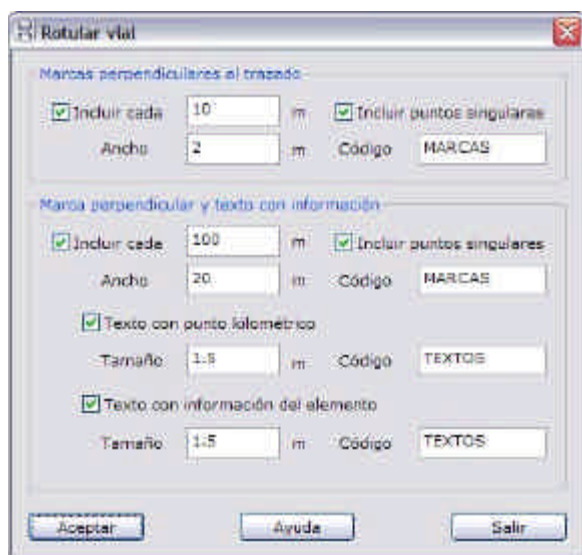 Rotular vial
Marcas perpendiculares al trazado
Incluir cada 10 m Incluir puntos singulares
Ancho 2 m Código MARCAS
Marca perpendicular y texto con información
Incluir cada 100 m Incluir puntos singulares
Ancho 20 m Código MARCAS
Texto con punto kilométrico
Tamaño 1.5 m Código TEXTOS
Texto con información del elemento
Tamaño 1.5 m Código TEXTOS
Aceptar Ayuda Salir